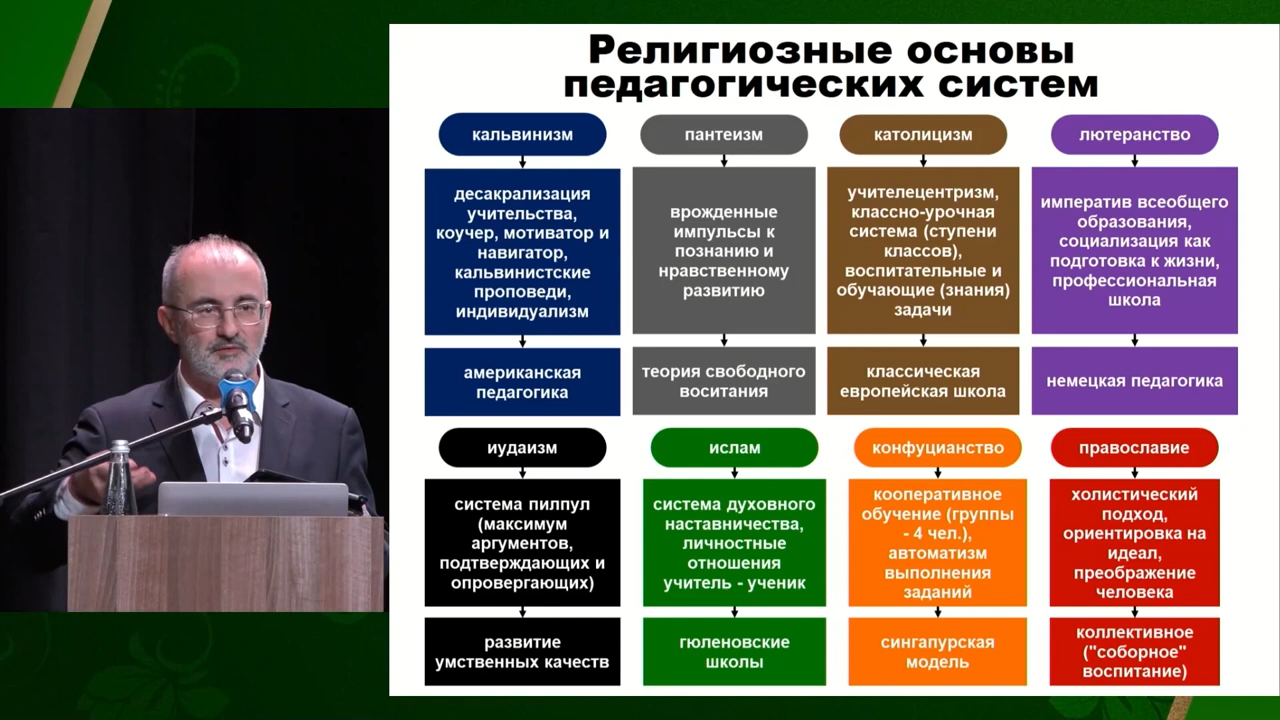 Религиозные основы
педагогических систем
кальвинизм
десакрализация
учительства,
коучер, мотиватор и
навигатор,
кальвинистские
проповеди,
индивидуализм
американская
педагогика
пантеизм
врожденные
импульсы к
познанию и
нравственному
развитию
теория свободного
воситания
католицизм
учителецентризм,
классно-урочная
система (ступени
классов),
воспитательные и
обучающие (знания)
задачи
классическая
европейская школа
лютеранство
императив всеобщего
образования,
социализация как
подготовка к жизни,
профессиональная
школа
немецкая педагогика
иудаизм
система пилпул
(максимум
аргументов,
подтверждающих и
опровергающих)
развитие
умственных качеств
ислам
система духовного
наставничества,
личностные
отношения
учитель - ученик
гюленовские
школы
конфуцианство
кооперативное
обучение (группы
- 4 чел.),
автоматизм
выполнения
заданий
сингапурская
модель
православие
холистический
подход,
ориентировка на
идеал,
преображение
человека
коллективное
("соборное"
воспитание)